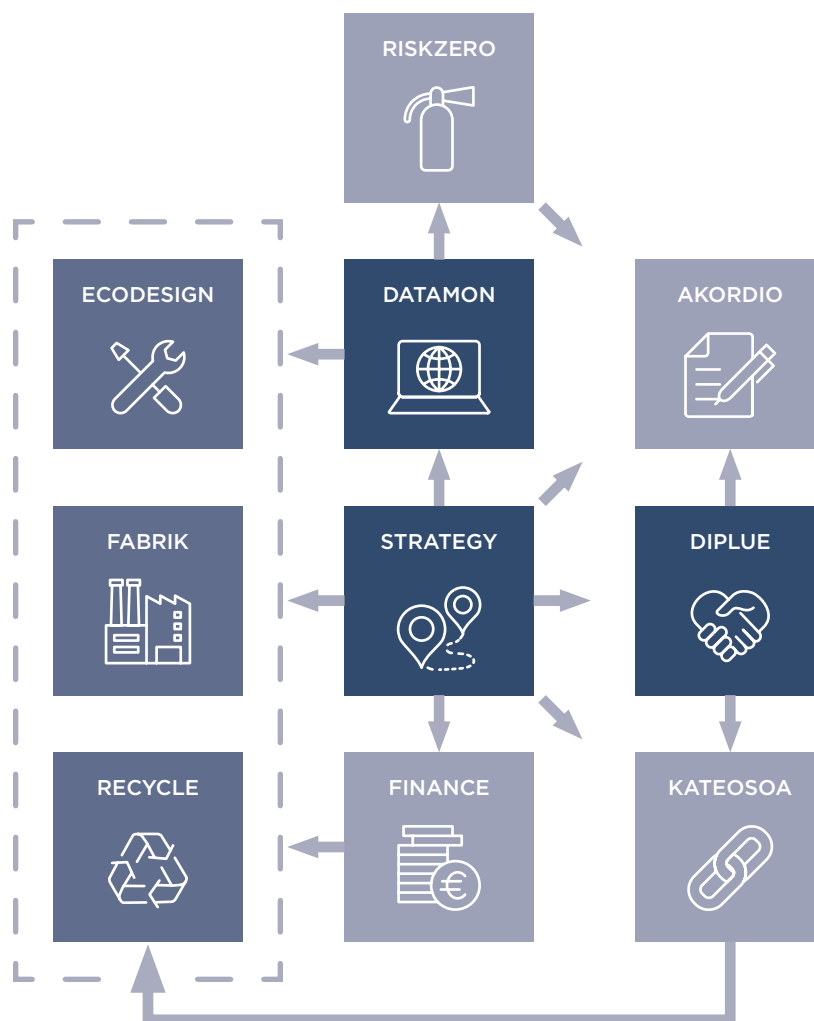 RISKZERO
ECODESIGN
DATAMON
AKORDIO
FABRIK
STRATEGY
DIPLUE
RECYCLE
FINANCE
€
KATEOSOA